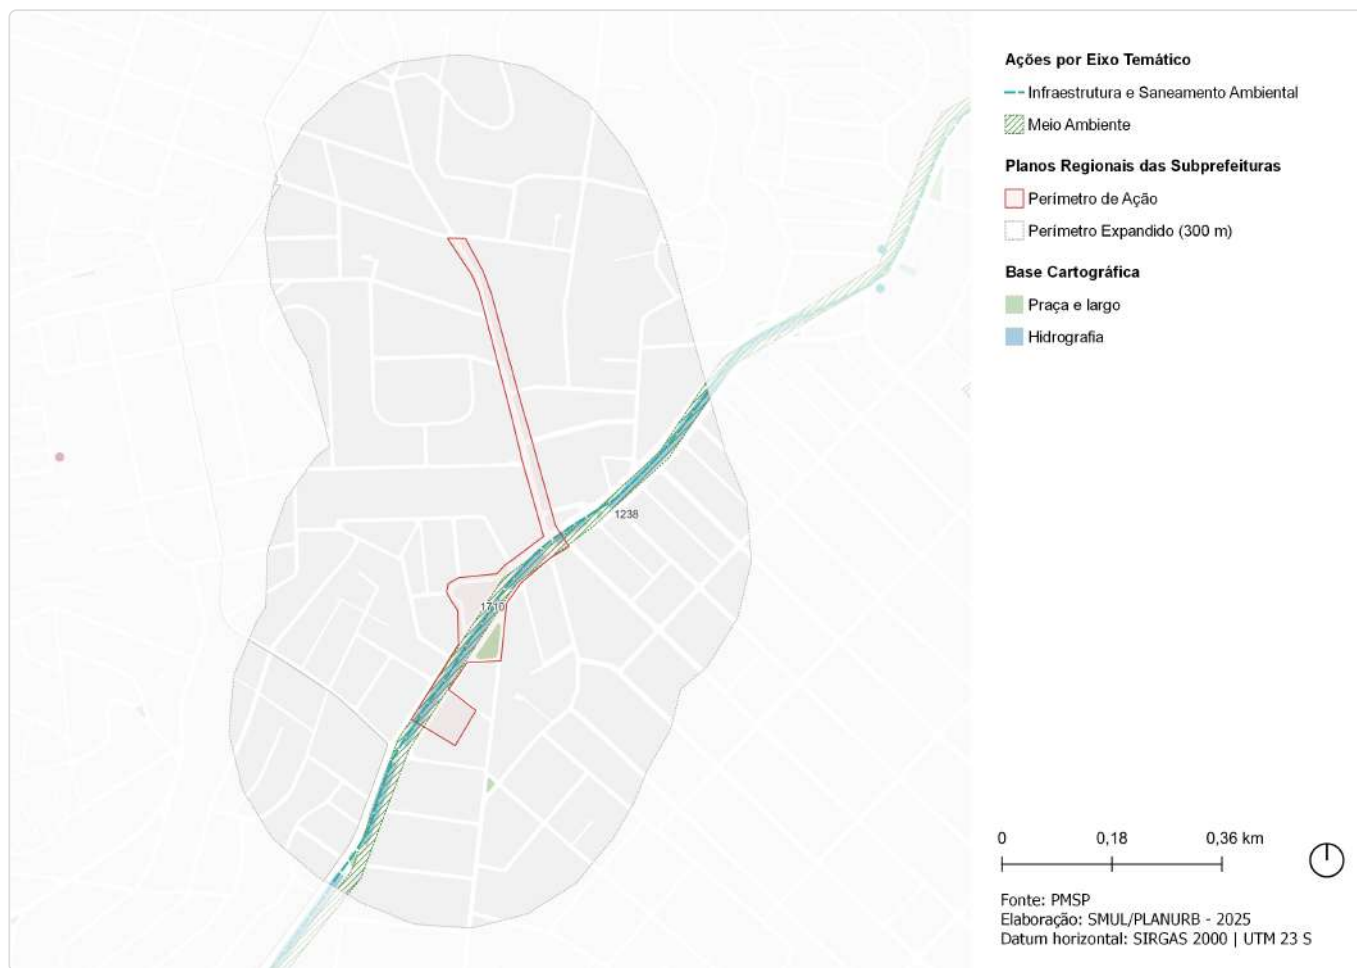 Ações por Eixo Temático
Infraestrutura e Saneamento Ambiental
Meio Ambiente
Planos Regionais das Subprefeituras
Perímetro de Ação
Perímetro Expandido (300 m)
Base Cartográfica
Praça e largo
Hidrografia
1238
1710
0 0,18 0,36 km
Fonte: PMSP
Elaboração: SMUL/PLANURB - 2025
Datum horizontal: SIRGAS 2000 | UTM 23 S